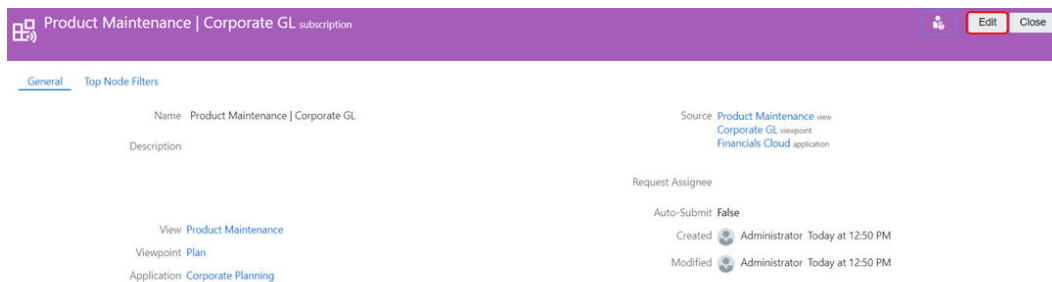 Product Maintenance | Corporate GL subscription
Edit Close
General Top Node Filters
Name Product Maintenance | Corporate GL
Description
View Product Maintenance
Viewpoint Plan
Application Corporate Planning
Source Product Maintenance view
Corporate GL viewpoint
Financials Cloud application
Request Assignee
Auto-Submit False
Created Administrator Today at 12:50 PM
Modified Administrator Today at 12:50 PM